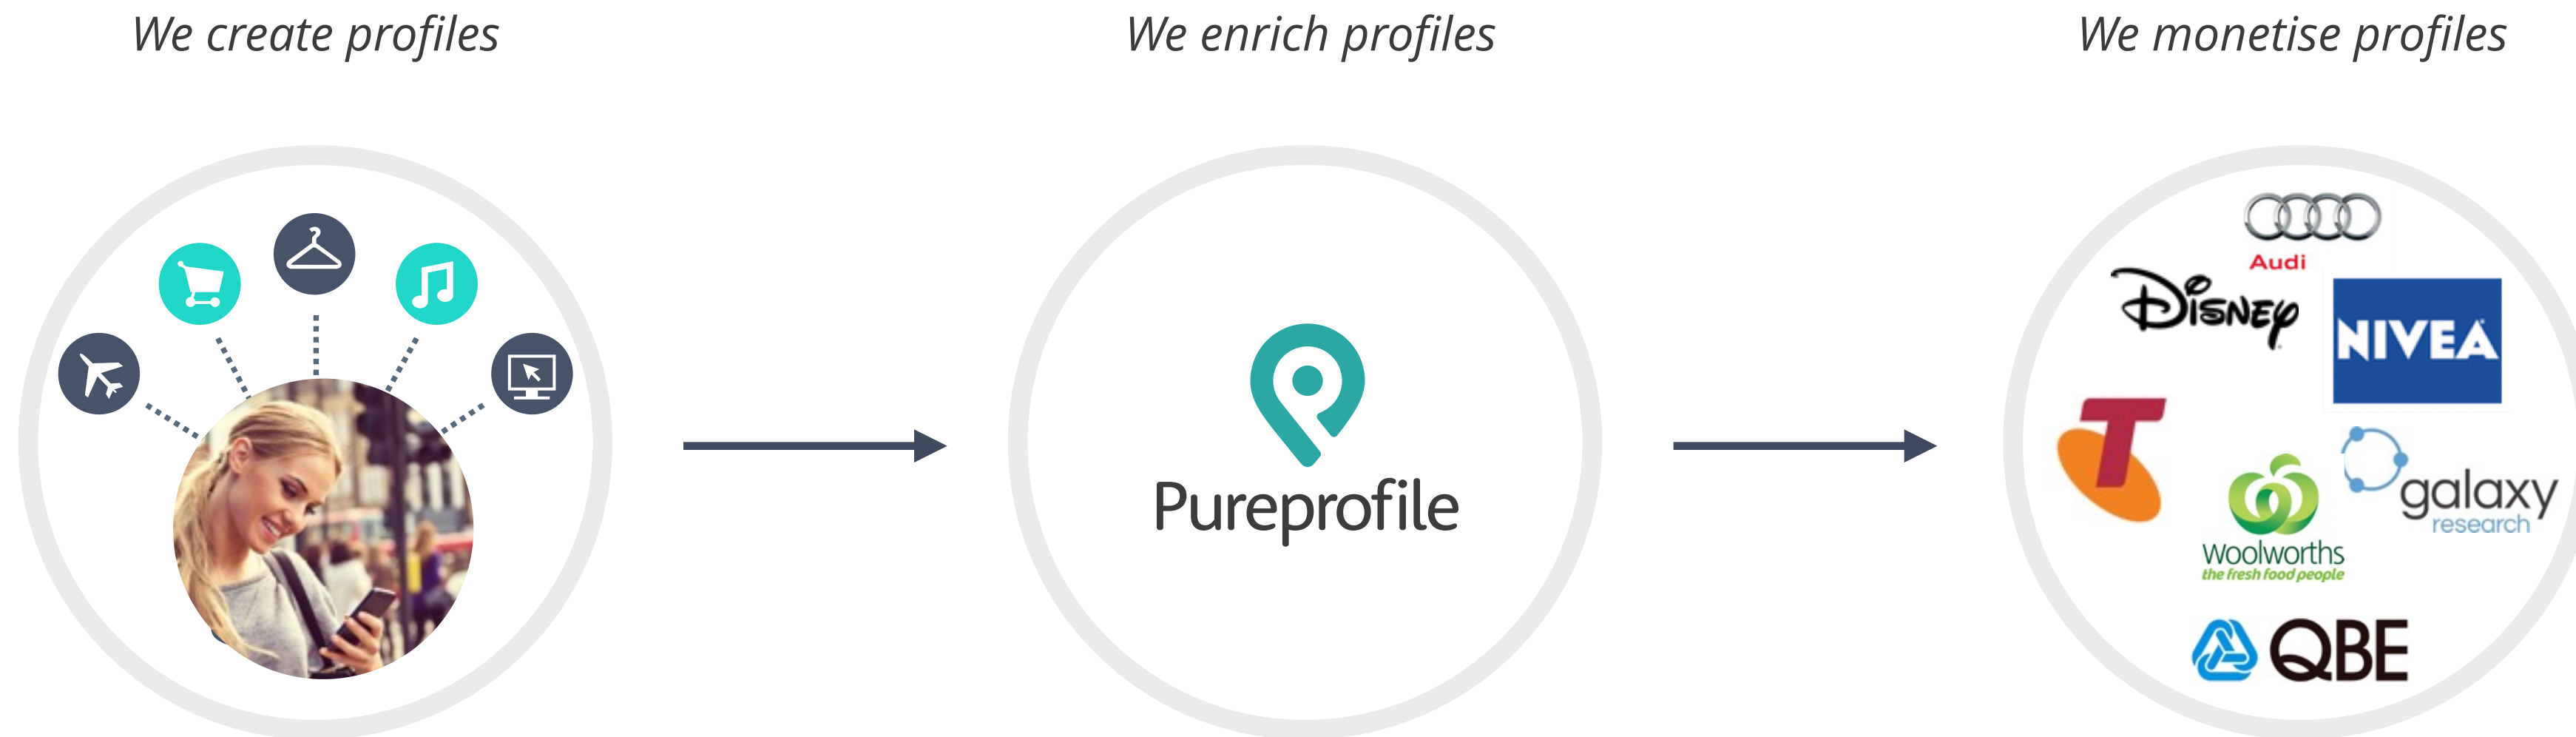 We create profiles
We enrich profiles
We monetise profiles
Pureprofile
Audi
Disney
NIVEA
T
galaxy
research
Woolworths
the fresh food people
QBE